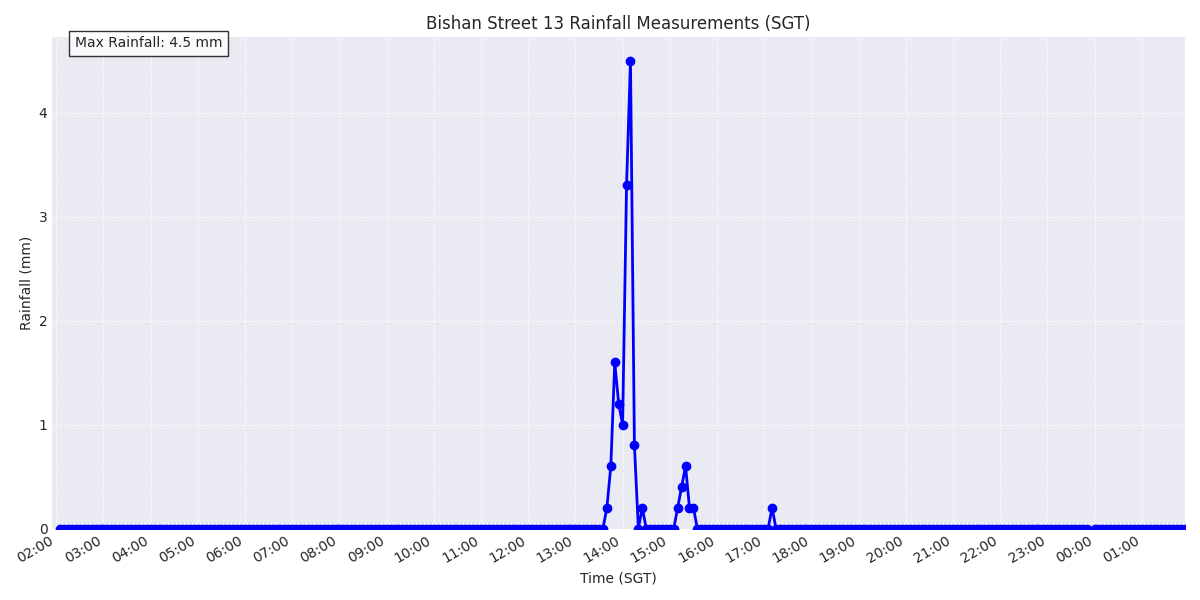 Bishan Street 13 Rainfall Measurements (SGT)
Max Rainfall: 4.5 mm
Rainfall (mm)
4
3
2
1
0
02:00 03:00 04:00 05:00 06:00 07:00 08:00 09:00 10:00 11:00 12:00 13:00 14:00 15:00 16:00 17:00 18:00 19:00 20:00 21:00 22:00 23:00 00:00 01:00
Time (SGT)